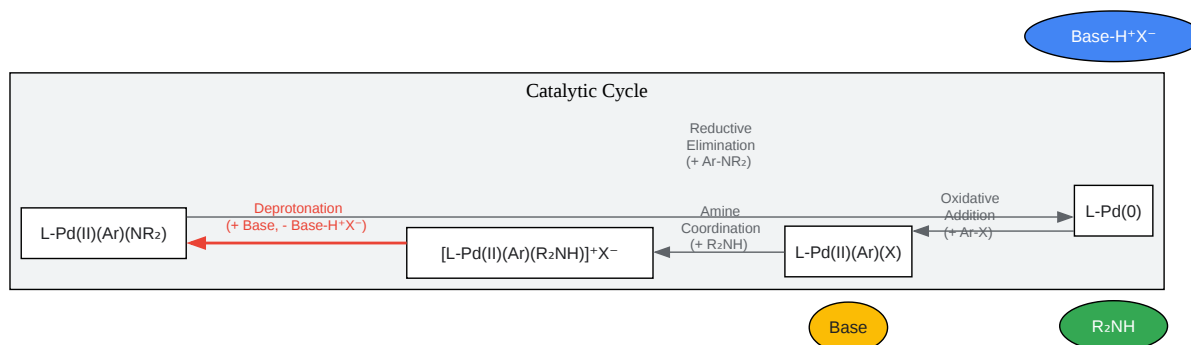 Base-H⁺X⁻
Catalytic Cycle
Reductive
Elimination
(+ Ar-NR₂)
Oxidative
Addition
(+ Ar-X)
L-Pd(0)
Deprotonation
(+ Base, - Base-H⁺X⁻)
Amine
Coordination
(+ R₂NH)
L-Pd(II)(Ar)(NR₂)
[L-Pd(II)(Ar)(R₂NH)]⁺X⁻
L-Pd(II)(Ar)(X)
Base
R₂NH